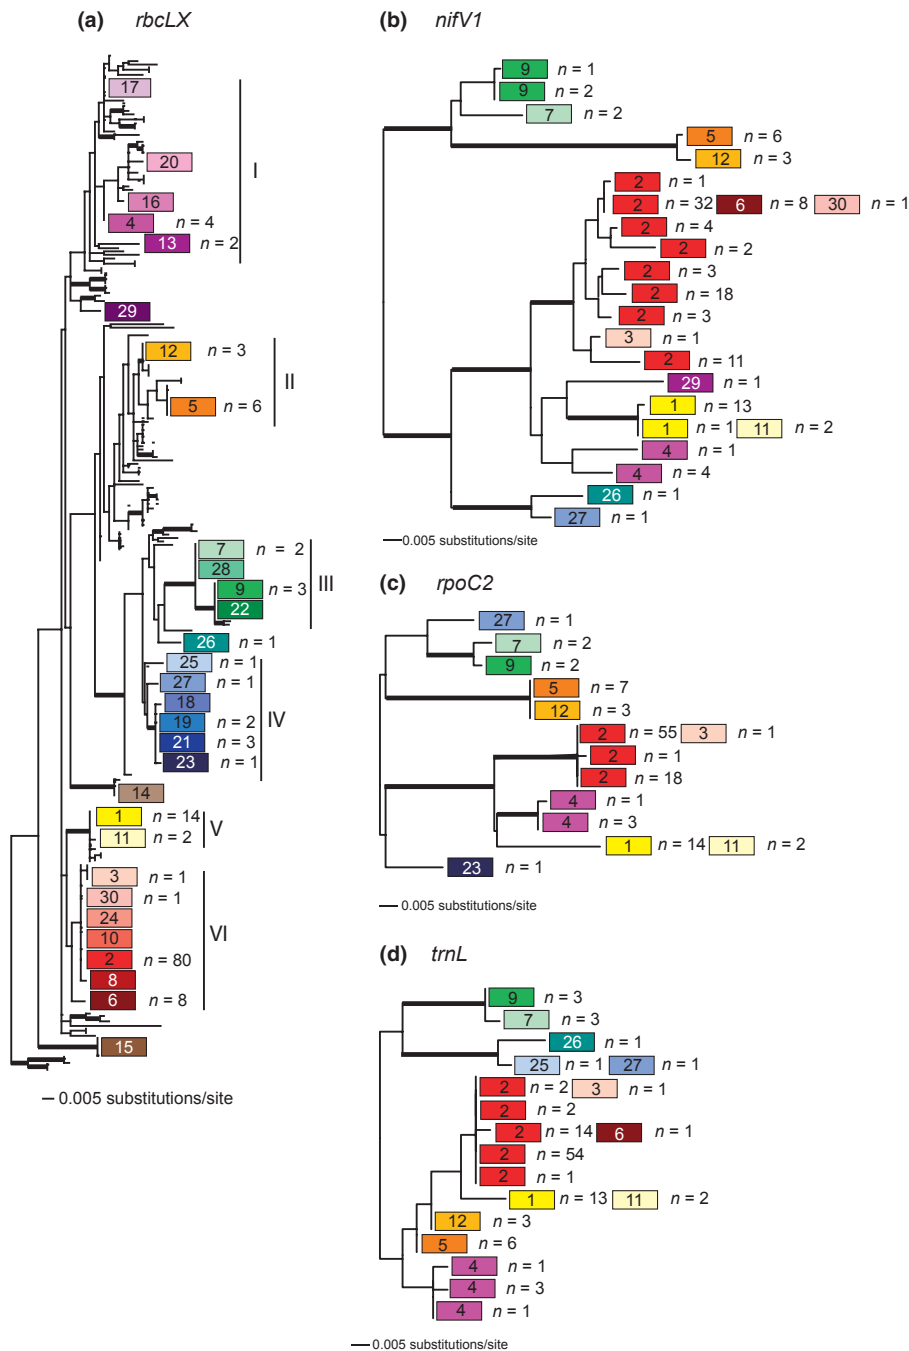 (a) rbcLX
17
20
I
16
4 n = 4
13 n = 2
29
12 n = 3
II
5 n = 6
7 n = 2
28
III
9 n = 3
22
26 n = 1
25 n = 1
27 n = 1
18
IV
19 n = 2
21 n = 3
23 n = 1
14
1 n = 14
V
11 n = 2
3 n = 1
30 n = 1
24
VI
10
2 n = 80
8
6 n = 8
15
0.005 substitutions/site
(b) nifV1
9 n = 1
9 n = 2
7 n = 2
5 n = 6
12 n = 3
2 n = 1
2 n = 32 6 n = 8 30 n = 1
2 n = 4
2 n = 2
2 n = 3
2 n = 18
2 n = 3
3 n = 1
2 n = 11
29 n = 1
1 n = 13
1 n = 1 11 n = 2
4 n = 1
4 n = 4
26 n = 1
27 n = 1
0.005 substitutions/site
(c) rpoC2
27 n = 1
7 n = 2
9 n = 2
5 n = 7
12 n = 3
2 n = 55 3 n = 1
2 n = 1
2 n = 18
4 n = 1
4 n = 3
1 n = 14 11 n = 2
23 n = 1
0.005 substitutions/site
(d) trnL
9 n = 3
7 n = 3
26 n = 1
25 n = 1 27 n = 1
2 n = 2 3 n = 1
2 n = 2
2 n = 14 6 n = 1
2 n = 54
2 n = 1
1 n = 13 11 n = 2
12 n = 3
5 n = 6
4 n = 1
4 n = 3
4 n = 1
0.005 substitutions/site